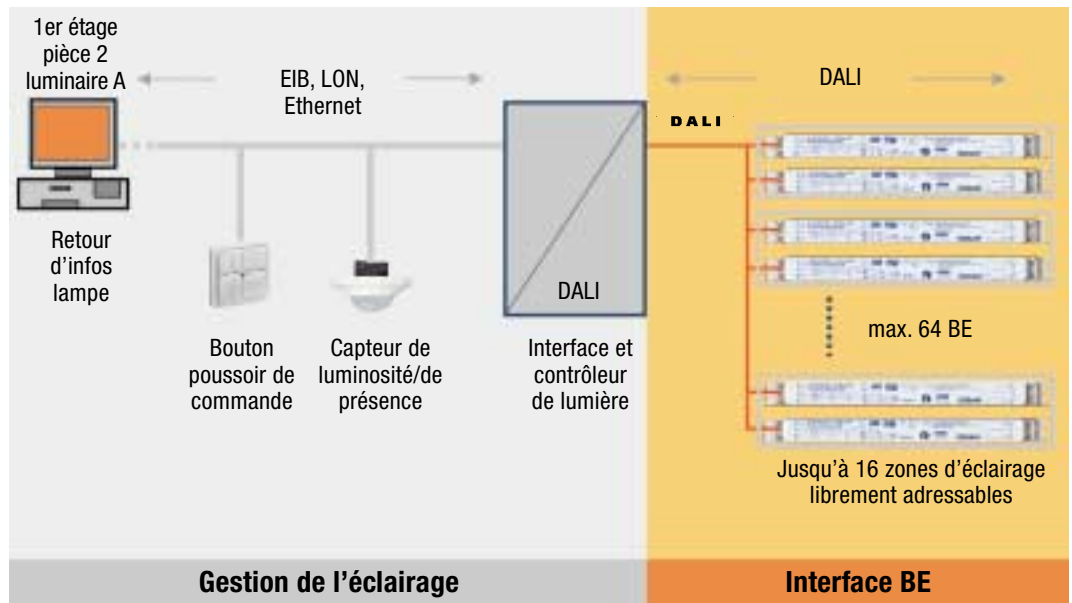 1er étage
pièce 2
luminaire A
EIB, LON,
Ethernet
DALI
DALI
Retour
d’infos
lampe
DALI
max. 64 BE
Bouton
poussoir de
commande
Capteur de
luminosité/de
présence
Interface et
contrôleur
de lumière
Jusqu’à 16 zones d’éclairage
librement adressables
Gestion de l’éclairage
Interface BE